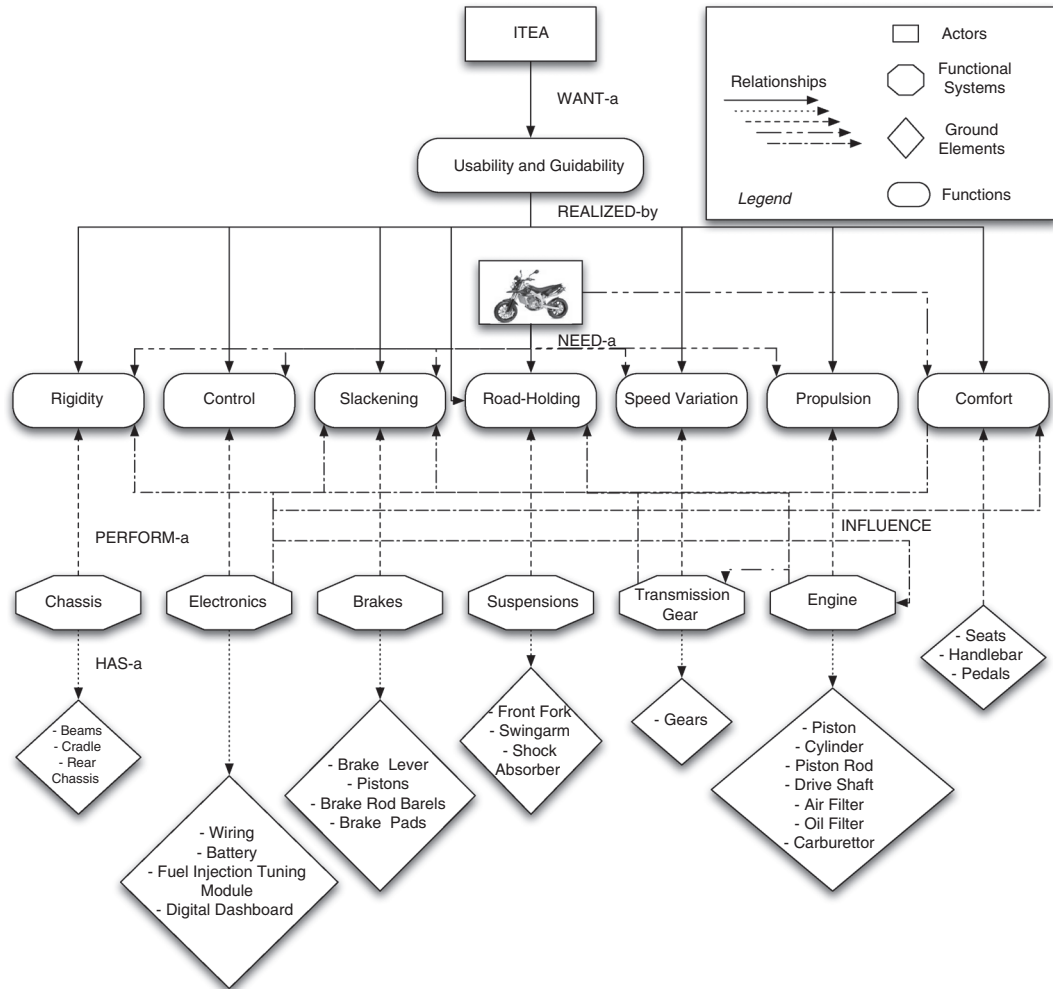 ITEA
Actors
Functional
Systems
Relationships
WANT-a
Ground
Elements
Usability and Guidability
Legend
Functions
REALIZED-by
NEED-a
Rigidity
Control
Slackening
Road-Holding
Speed Variation
Propulsion
Comfort
PERFORM-a
INFLUENCE
Chassis
Electronics
Brakes
Suspensions
Transmission
Gear
Engine
HAS-a
- Seats
- Handlebar
- Pedals
- Beams
- Cradle
- Rear
Chassis
- Wiring
- Battery
- Fuel Injection Tuning
Module
- Digital Dashboard
- Brake Lever
- Pistons
- Brake Rod Barels
- Brake Pads
- Front Fork
- Swingarm
- Shock
Absorber
- Gears
- Piston
- Cylinder
- Piston Rod
- Drive Shaft
- Air Filter
- Oil Filter
- Carburettor